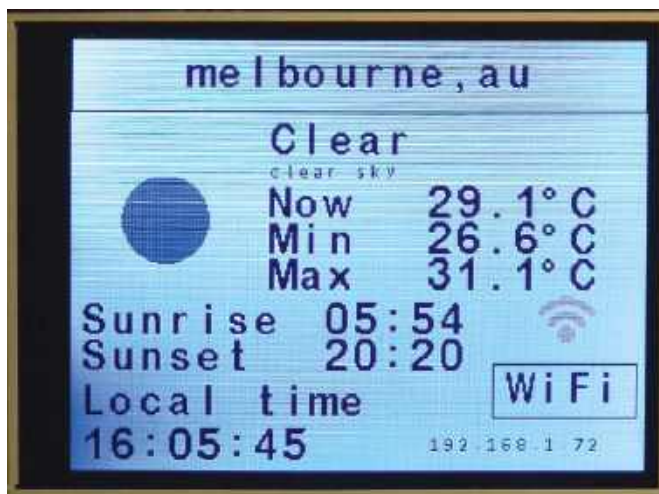 melbourne,au
Clear
clear sky
Now 29.1°C
Min 26.6°C
Max 31.1°C
Sunrise 05:54
Sunset 20:20
WiFi
Local time
16:05:45
192.168.1.72